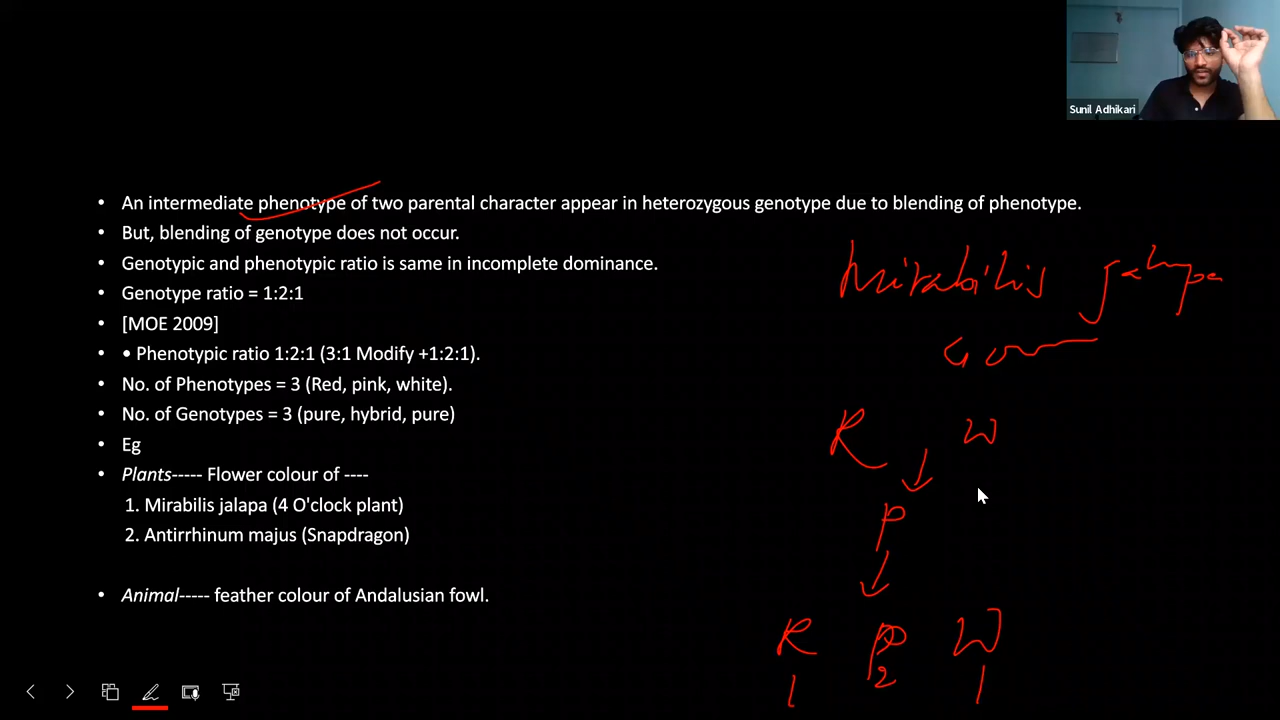 Sunil Adhikari
• An intermediate phenotype of two parental character appear in heterozygous genotype due to blending of phenotype.
• But, blending of genotype does not occur.
• Genotypic and phenotypic ratio is same in incomplete dominance.
• Genotype ratio = 1:2:1
• [MOE 2009]
• • Phenotypic ratio 1:2:1 (3:1 Modify +1:2:1).
• No. of Phenotypes = 3 (Red, pink, white).
• No. of Genotypes = 3 (pure, hybrid, pure)
• Eg
• Plants----- Flower colour of ----
1. Mirabilis jalapa (4 O'clock plant)
2. Antirrhinum majus (Snapdragon)
• Animal----- feather colour of Andalusian fowl.
Mirabilis
R W
P
R P W
1 2 1